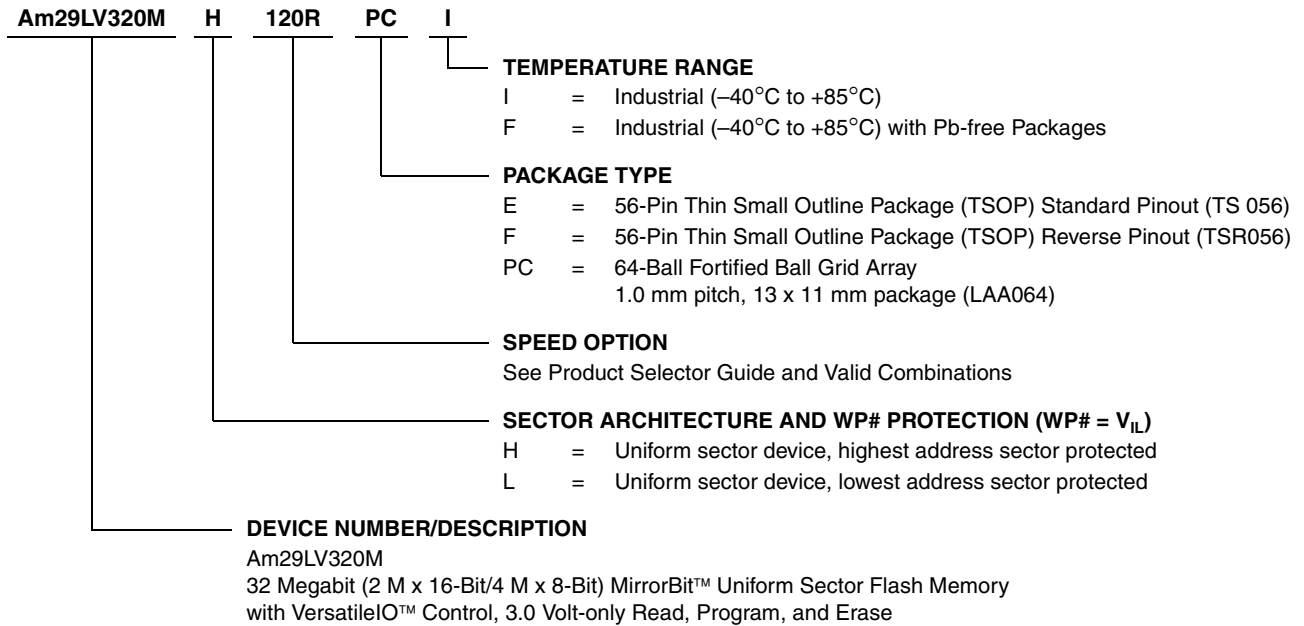 Am29LV320M H 120R PC I
TEMPERATURE RANGE
I = Industrial (–40°C to +85°C)
F = Industrial (–40°C to +85°C) with Pb-free Packages
PACKAGE TYPE
E = 56-Pin Thin Small Outline Package (TSOP) Standard Pinout (TS 056)
F = 56-Pin Thin Small Outline Package (TSOP) Reverse Pinout (TSR056)
PC = 64-Ball Fortified Ball Grid Array
1.0 mm pitch, 13 x 11 mm package (LAA064)
SPEED OPTION
See Product Selector Guide and Valid Combinations
SECTOR ARCHITECTURE AND WP# PROTECTION (WP# = VIL)
H = Uniform sector device, highest address sector protected
L = Uniform sector device, lowest address sector protected
DEVICE NUMBER/DESCRIPTION
Am29LV320M
32 Megabit (2 M x 16-Bit/4 M x 8-Bit) MirrorBit™ Uniform Sector Flash Memory
with VersatileIO™ Control, 3.0 Volt-only Read, Program, and Erase